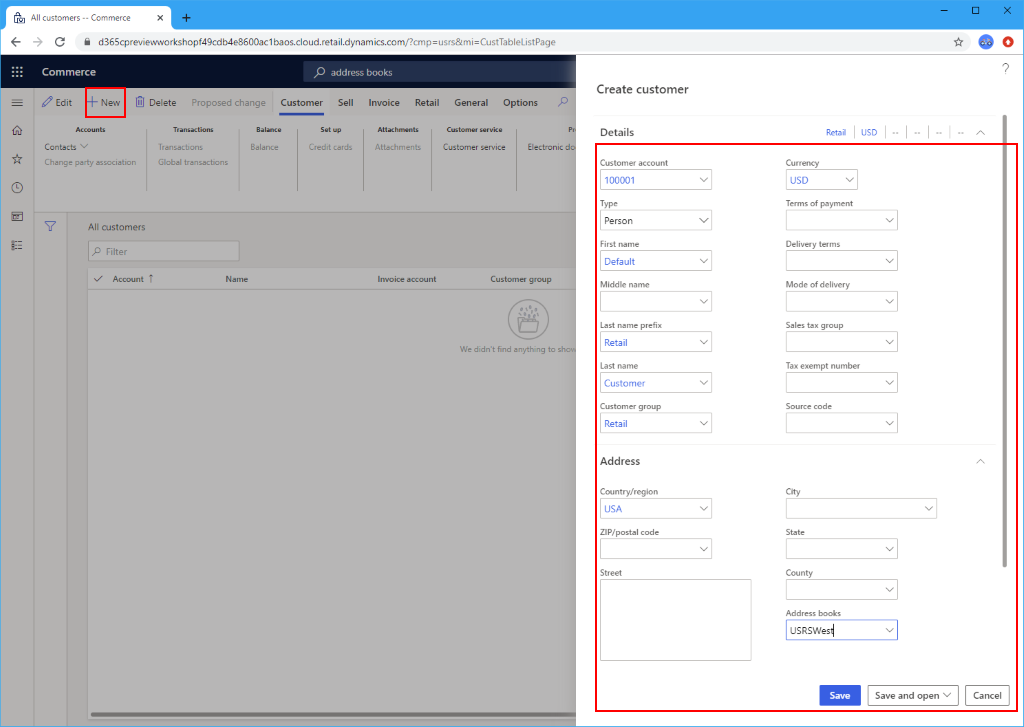 All customers -- Commerce
d365cpreviewworkshopf49cdb4e8600ac1baos.cloud.retail.dynamics.com/?cmp=usrs&mi=CustTableListPage
Commerce
address books
?
Edit
New
Delete
Proposed change
Customer
Sell
Invoice
Retail
General
Options
Accounts
Contacts
Change party association
Transactions
Transactions
Global transactions
Balance
Balance
Set up
Credit cards
Attachments
Attachments
Customer service
Customer service
Electronic do
All customers
Filter
Account
Name
Invoice account
Customer group
We didn't find anything to show
Create customer
Details
Retail
USD
--
--
--
--
Customer account
100001
Type
Person
First name
Default
Middle name
Last name prefix
Retail
Last name
Customer
Customer group
Retail
Currency
USD
Terms of payment
Delivery terms
Mode of delivery
Sales tax group
Tax exempt number
Source code
Address
Country/region
USA
ZIP/postal code
Street
City
State
County
Address books
USRSWest
Save
Save and open
Cancel